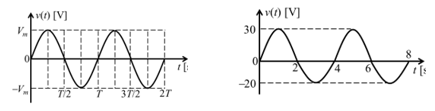 v(t) [V]
Vm
0
−Vm
T/2
T
3T/2
2T
t [s
v(t) [V]
30
0
−20
2
4
6
8
t [s